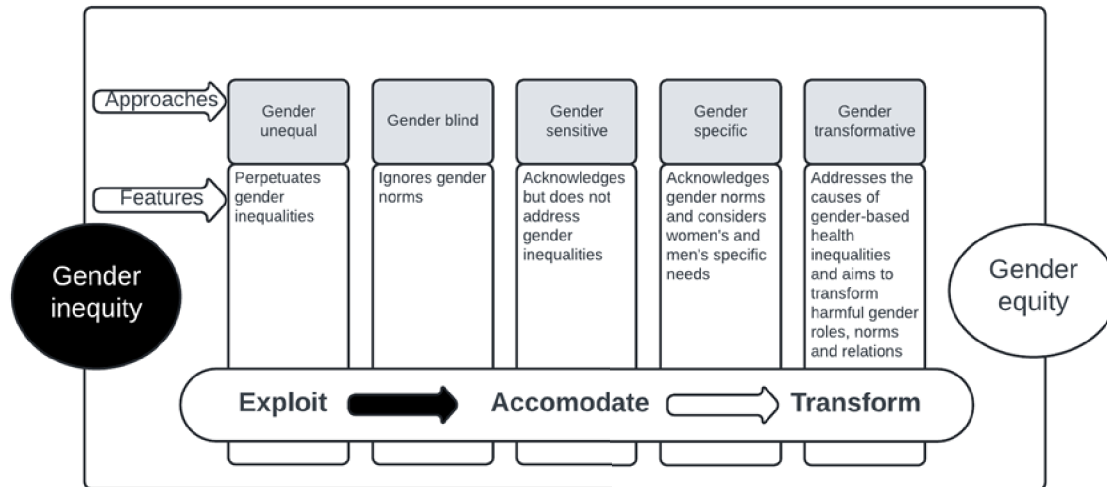 Approaches
Gender
unequal
Gender blind
Gender
sensitive
Gender
specific
Gender
transformative
Features
Perpetuates
gender
inequalities
Ignores gender
norms
Acknowledges
but does not
address
gender
inequalities
Acknowledges
gender norms
and considers
women's and
men's specific
needs
Addresses the
causes of
gender-based
health
inequalities
and aims to
transform
harmful gender
roles, norms
and relations
Gender
inequity
Gender
equity
Exploit
Accomodate
Transform